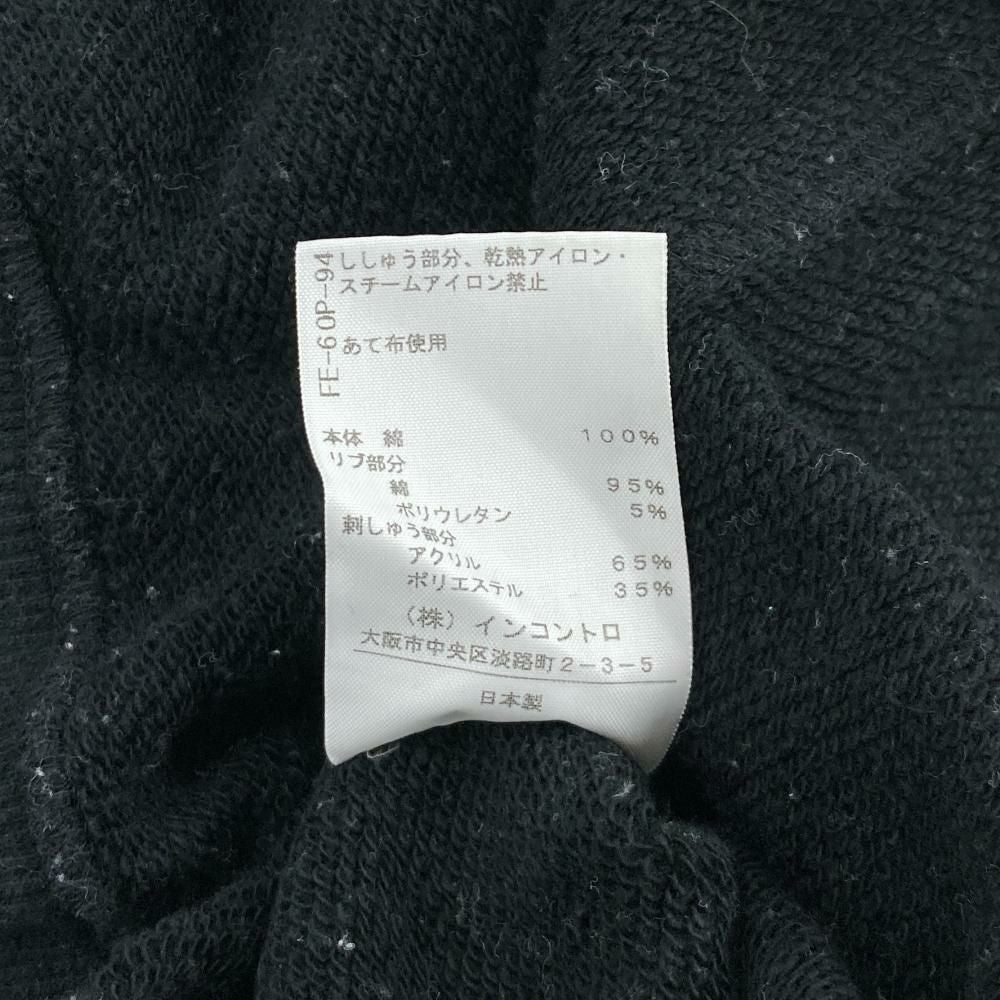 FE-60P-94
ししゅう部分、乾熱アイロン・
スチームアイロン禁止
あて布使用
本体 綿 100%
リブ部分
綿 95%
ポリウレタン 5%
刺しゅう部分
アクリル 65%
ポリエステル 35%
(株)インコントロ
大阪市中央区淡路町2-3-5
日本製